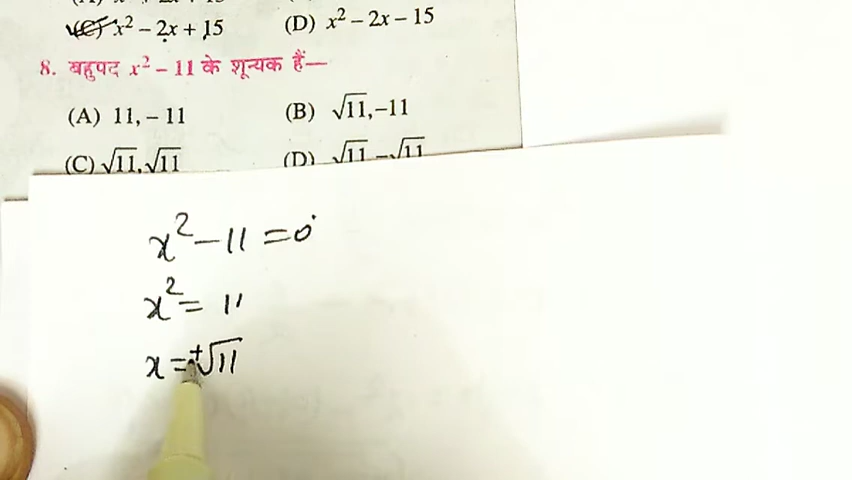 (C) x² – 2x + 15 (D) x² – 2x – 15
8. बहुपद x² – 11 के शून्यक हैं—
(A) 11, – 11 (B) √11, –11
(C) √11, √11 (D) √11 –√11
x² – 11 = 0
x² = 11
x = ±√11